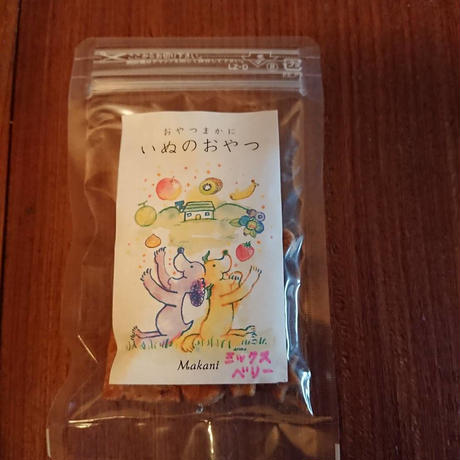 おやつまかに
いぬのおやつ
Makani
ミックス
ベリー